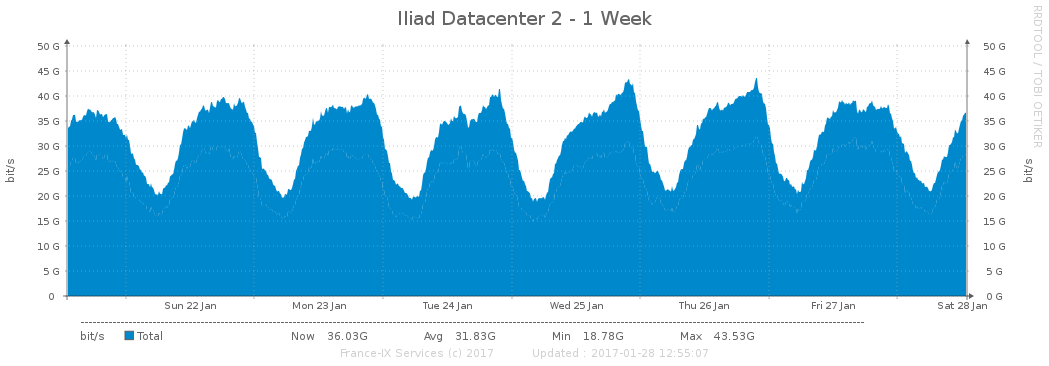 Iliad Datacenter 2 - 1 Week
RRDTOOL / TOBI OETIKER
50 G 50 G
45 G 45 G
40 G 40 G
35 G 35 G
30 G 30 G
25 G 25 G
20 G 20 G
15 G 15 G
10 G 10 G
5 G 5 G
0 0 G
bit/s bit/s
Sun 22 Jan Mon 23 Jan Tue 24 Jan Wed 25 Jan Thu 26 Jan Fri 27 Jan Sat 28 Jan
bit/s Total Now 36.03G Avg 31.83G Min 18.78G Max 43.53G
France-IX Services (c) 2017 Updated : 2017-01-28 12:55:07